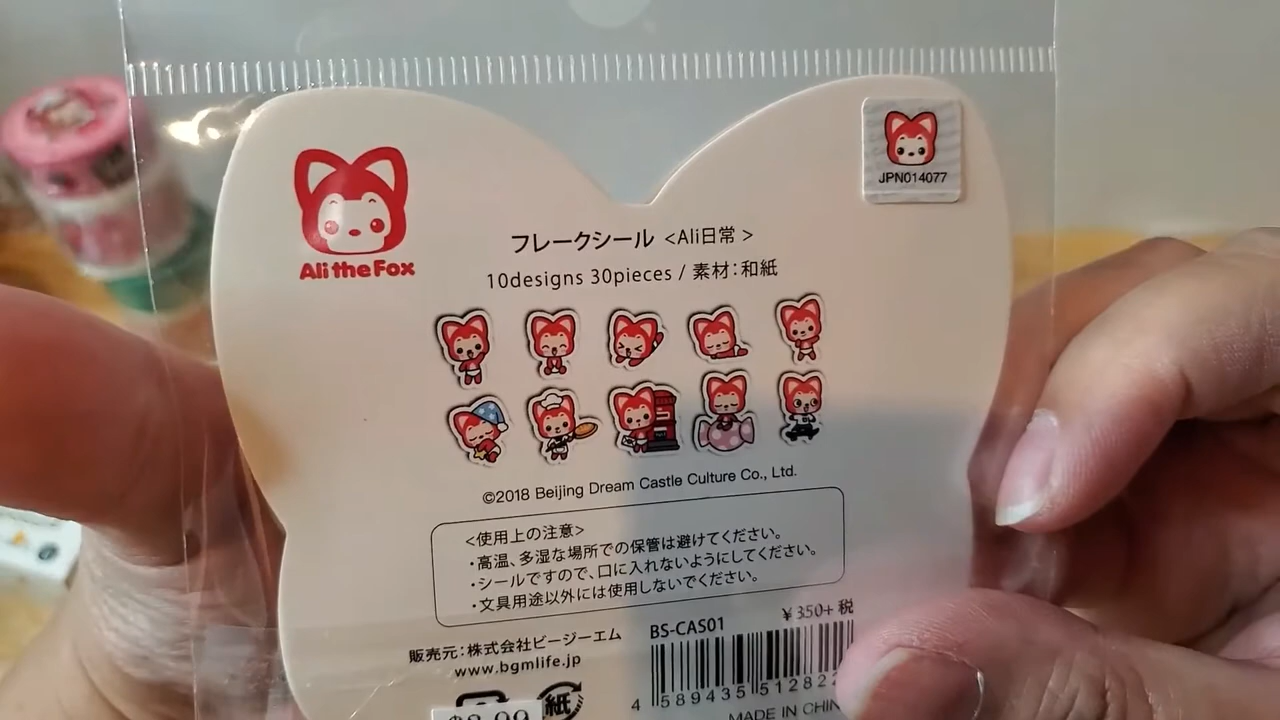 Ali the Fox
JPN014077
フレークシール <Ali日常>
10designs 30pieces / 素材:和紙
©2018 Beijing Dream Castle Culture Co., Ltd.
<使用上の注意>
・高温、多湿な場所での保管は避けてください。
・シールですので、口に入れないようにしてください。
・文具用途以外には使用しないでください。
販売元:株式会社ビージーエム
www.bgmlife.jp
BS-CAS01
¥350+税
4 589435 51282
紙
MADE IN